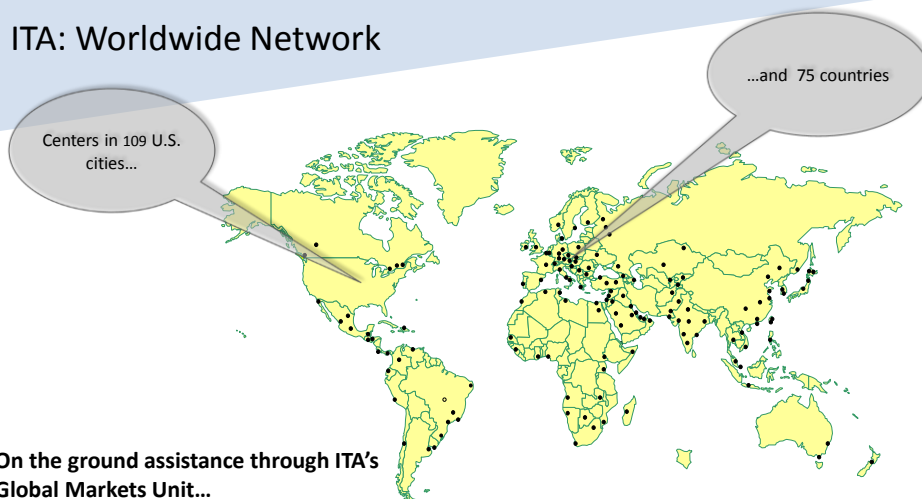 ITA: Worldwide Network
…and 75 countries
Centers in 109 U.S.
cities…
On the ground assistance through ITA's
Global Markets Unit…